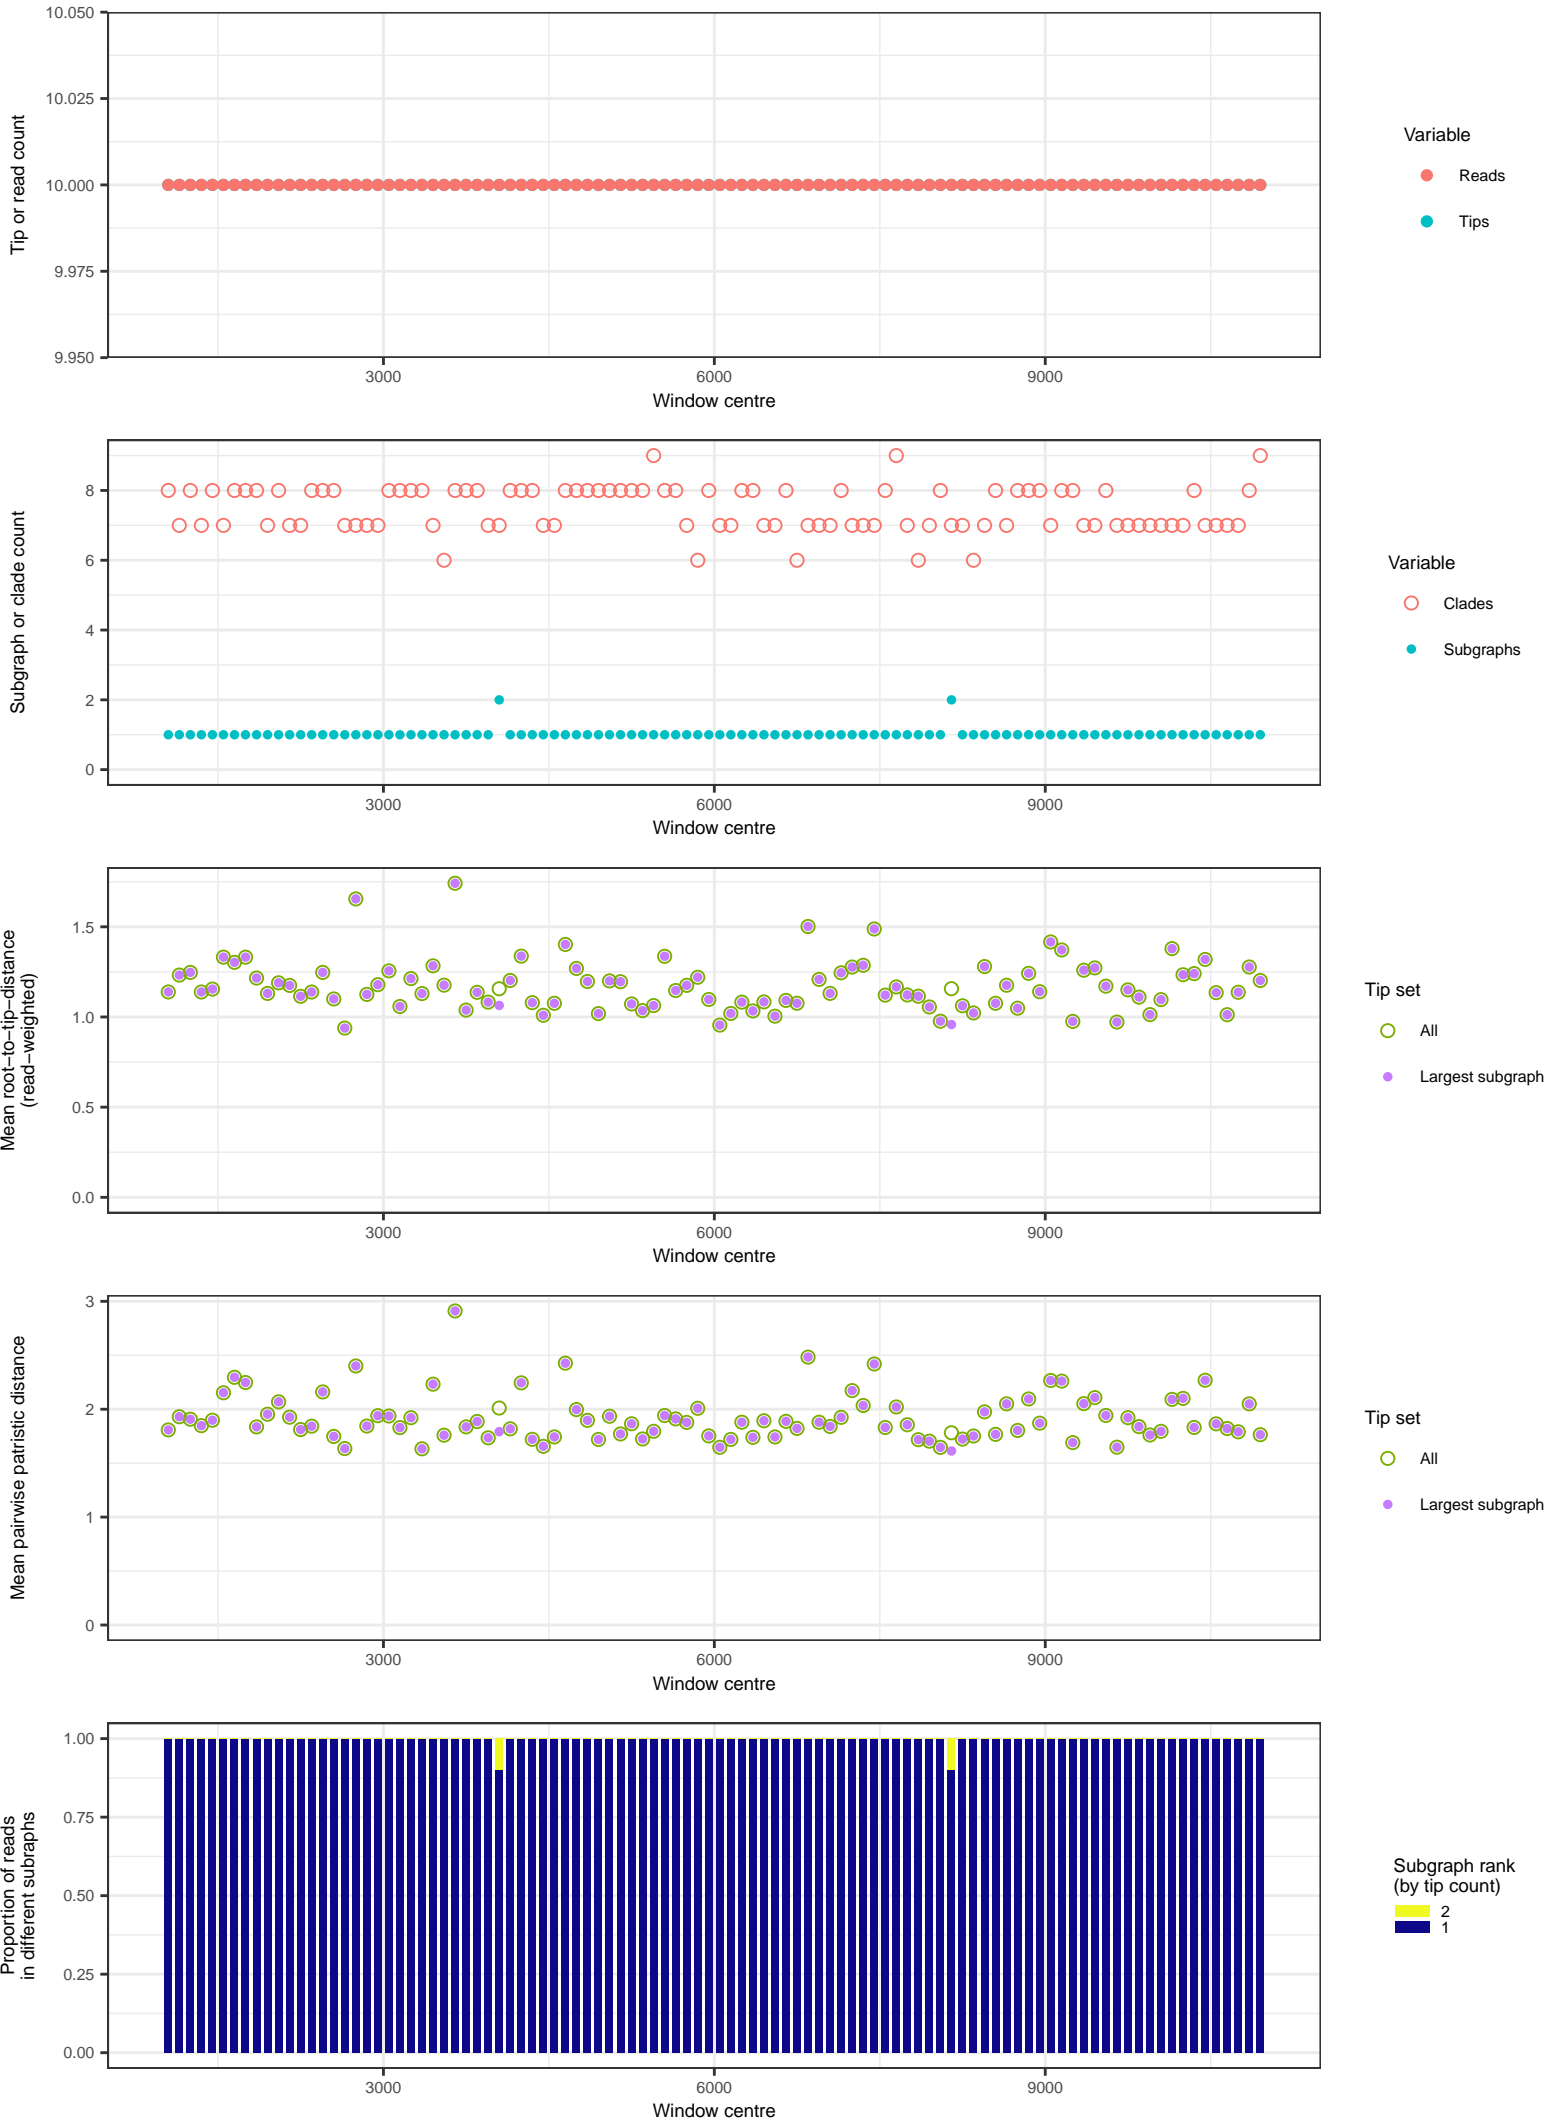 10.050
10.025
10.000
9.975
9.950
Tip or read count
3000
6000
9000
Window centre
Variable
Reads
Tips
8
6
4
2
0
Subgraph or clade count
3000
6000
9000
Window centre
Variable
Clades
Subgraphs
1.5
1.0
0.5
0.0
Mean root−to−tip−distance
(read−weighted)
3000
6000
9000
Window centre
Tip set
All
Largest subgraph
3
2
1
0
Mean pairwise patristic distance
3000
6000
9000
Window centre
Tip set
All
Largest subgraph
1.00
0.75
0.50
0.25
0.00
Proportion of reads
in different subraphs
3000
6000
9000
Window centre
Subgraph rank
(by tip count)
2
1